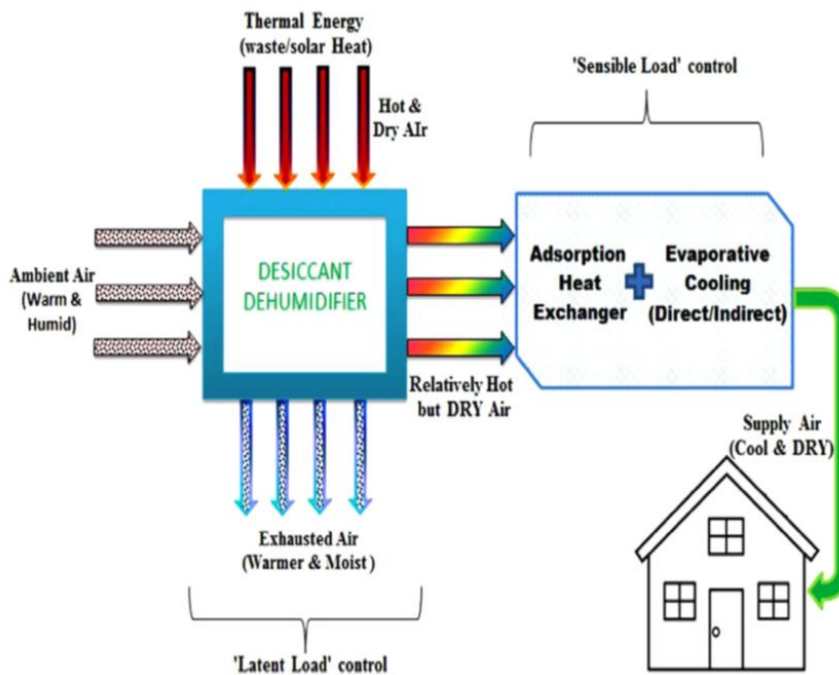 Thermal Energy
(waste/solar Heat)
'Sensible Load' control
Hot &
Dry AIr
Ambient Air
(Warm &
Humid)
DESICCANT
DEHUMIDIFIER
Adsorption
Heat
Exchanger
Evaporative
Cooling
(Direct/Indirect)
Relatively Hot
but DRY Air
Supply Air
(Cool & DRY)
Exhausted Air
(Warmer & Moist )
'Latent Load' control